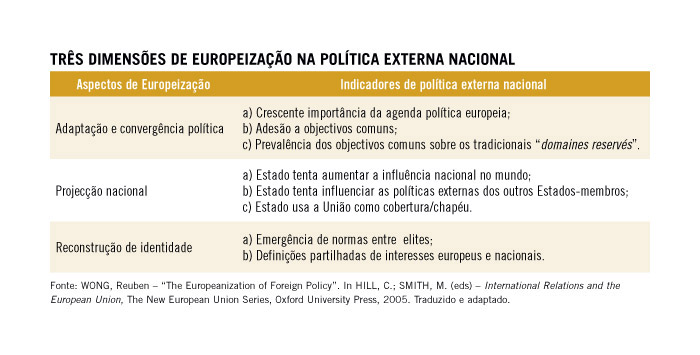 TRÊS DIMENSÕES DE EUROPEIZAÇÃO NA POLÍTICA EXTERNA NACIONAL
Aspectos de Europeização Indicadores de política externa nacional
Adaptação e convergência política
a) Crescente importância da agenda política europeia;
b) Adesão a objectivos comuns;
c) Prevalência dos objectivos comuns sobre os tradicionais “domaines reservés”.
Projecção nacional
a) Estado tenta aumentar a influência nacional no mundo;
b) Estado tenta influenciar as políticas externas dos outros Estados-membros;
c) Estado usa a União como cobertura/chapéu.
Reconstrução de identidade
a) Emergência de normas entre elites;
b) Definições partilhadas de interesses europeus e nacionais.
Fonte: WONG, Reuben – “The Europeanization of Foreign Policy”. In HILL, C.; SMITH, M. (eds) – International Relations and the
European Union, The New European Union Series, Oxford University Press, 2005. Traduzido e adaptado.